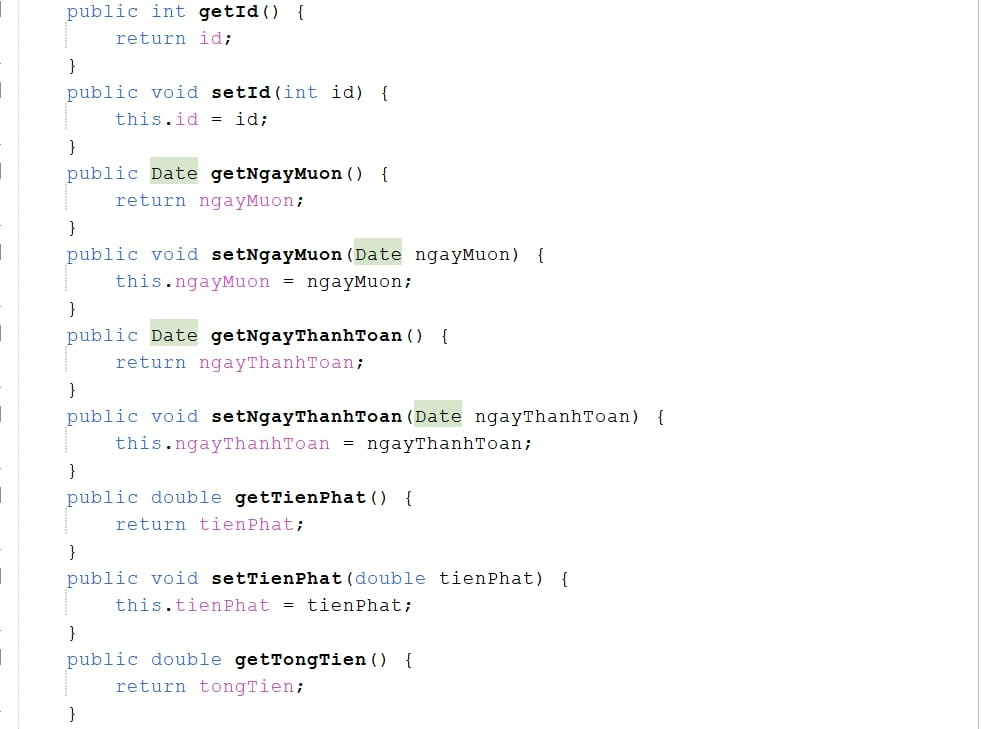 public int getId() {
return id;
}
public void setId(int id) {
this.id = id;
}
public Date getNgayMuon() {
return ngayMuon;
}
public void setNgayMuon(Date ngayMuon) {
this.ngayMuon = ngayMuon;
}
public Date getNgayThanhToan() {
return ngayThanhToan;
}
public void setNgayThanhToan(Date ngayThanhToan) {
this.ngayThanhToan = ngayThanhToan;
}
public double getTienPhat() {
return tienPhat;
}
public void setTienPhat(double tienPhat) {
this.tienPhat = tienPhat;
}
public double getTongTien() {
return tongTien;
}